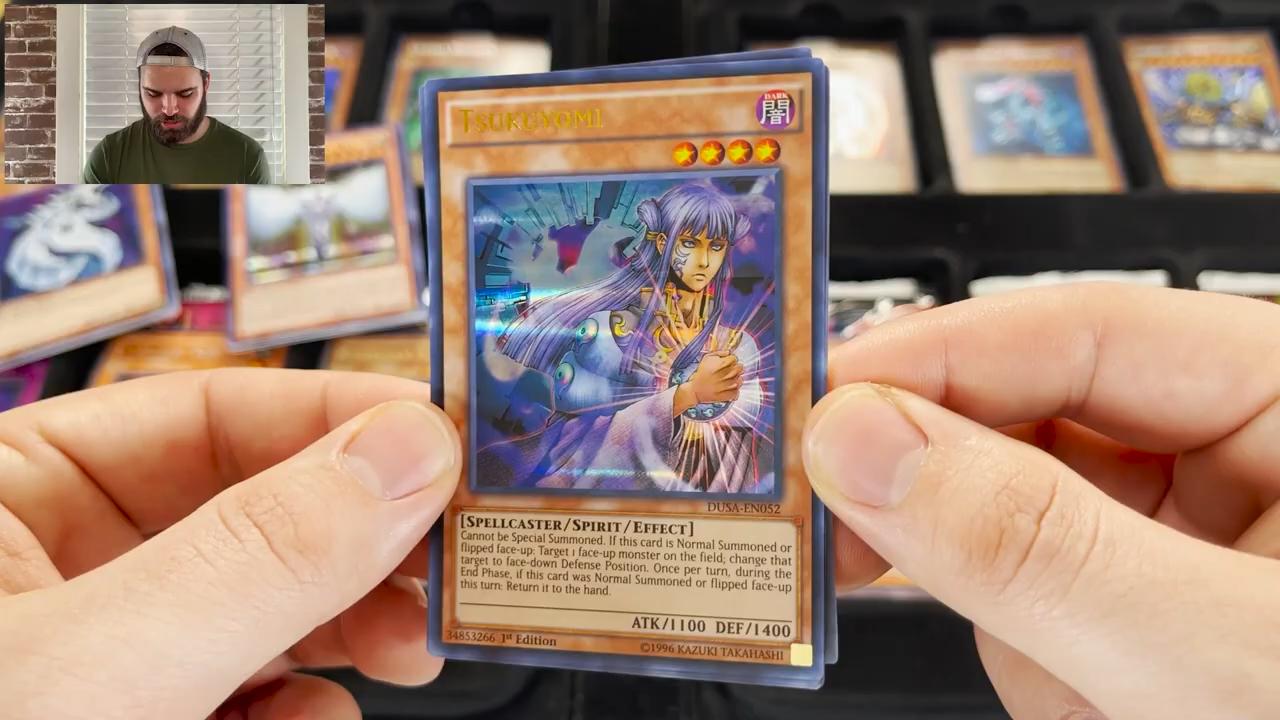 TSUKUYOMI
DARK
闇
DUSA-EN052
[SPELLCASTER/SPIRIT/EFFECT]
Cannot be Special Summoned. If this card is Normal Summoned or
flipped face-up: Target 1 face-up monster on the field; change that
target to face-down Defense Position. Once per turn, during the
End Phase, if this card was Normal Summoned or flipped face-up
this turn: Return it to the hand.
ATK/1100 DEF/1400
34853266 1st Edition
©1996 KAZUKI TAKAHASHI